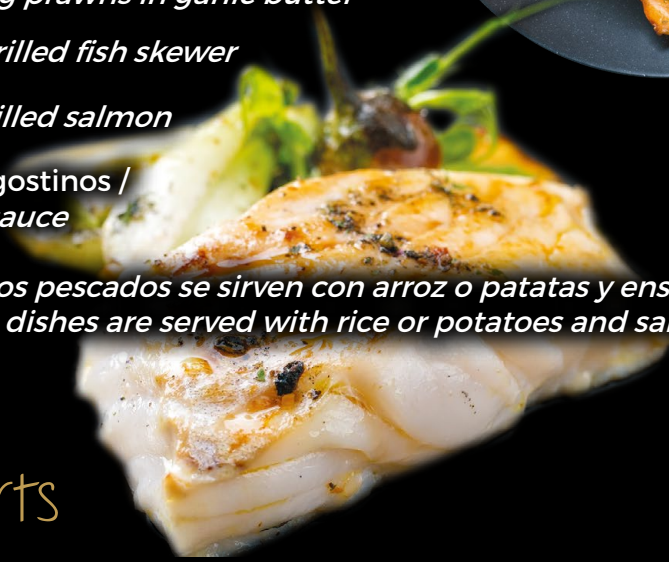 prawns in garlic butter
rilled fish skewer
illed salmon
gostinos /
auce
os pescados se sirven con arroz o patatas y ens
dishes are served with rice or potatoes and sa
rts